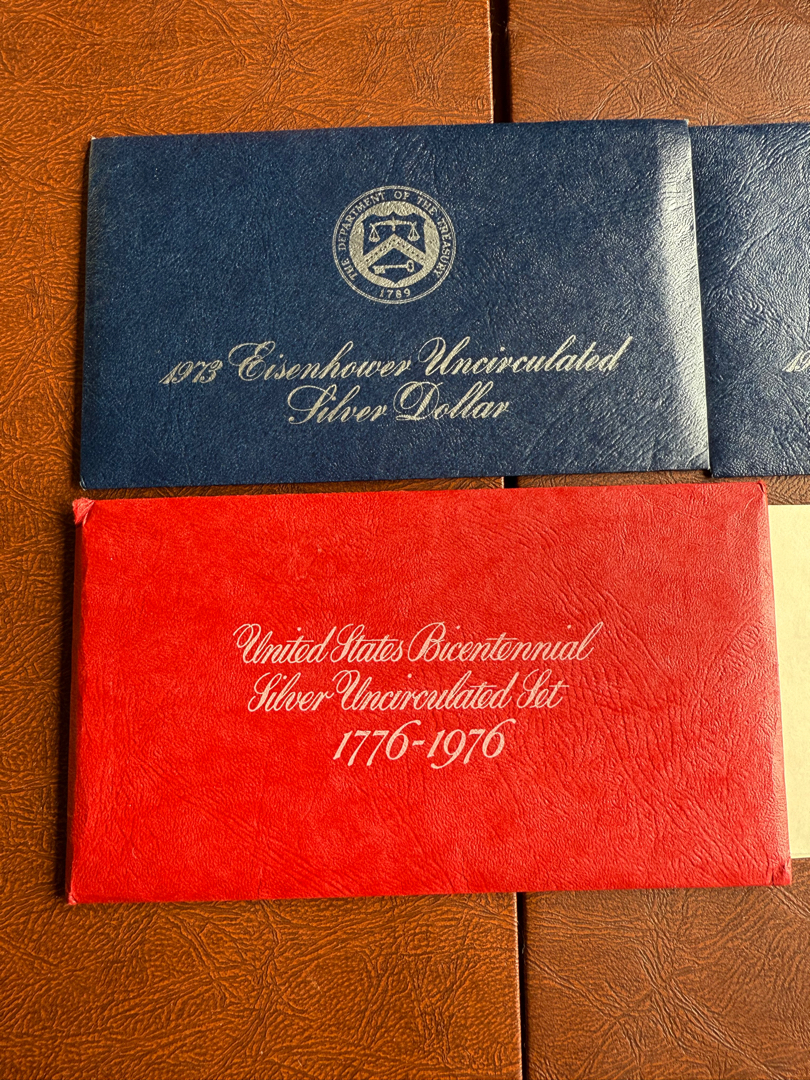 THE DEPARTMENT OF THE TREASURY
1789
1973 Eisenhower Uncirculated
Silver Dollar
19
United States Bicentennial
Silver Uncirculated Set
1776-1976